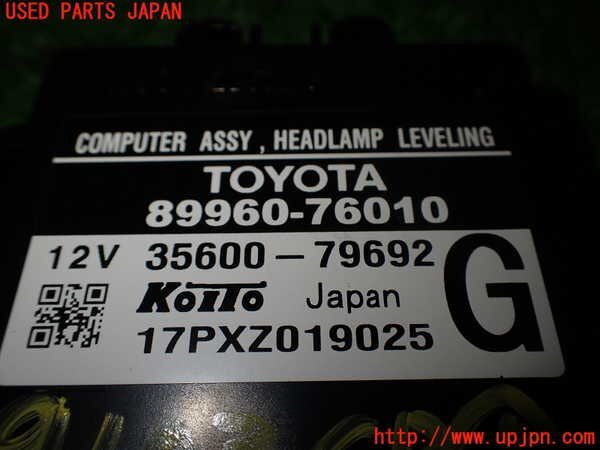 USED PARTS JAPAN
COMPUTER ASSY, HEADLAMP LEVELING
TOYOTA
89960-76010
12V 35600-79692 G
KOITO Japan
17PXZ019025
http://www.upjpn.com/